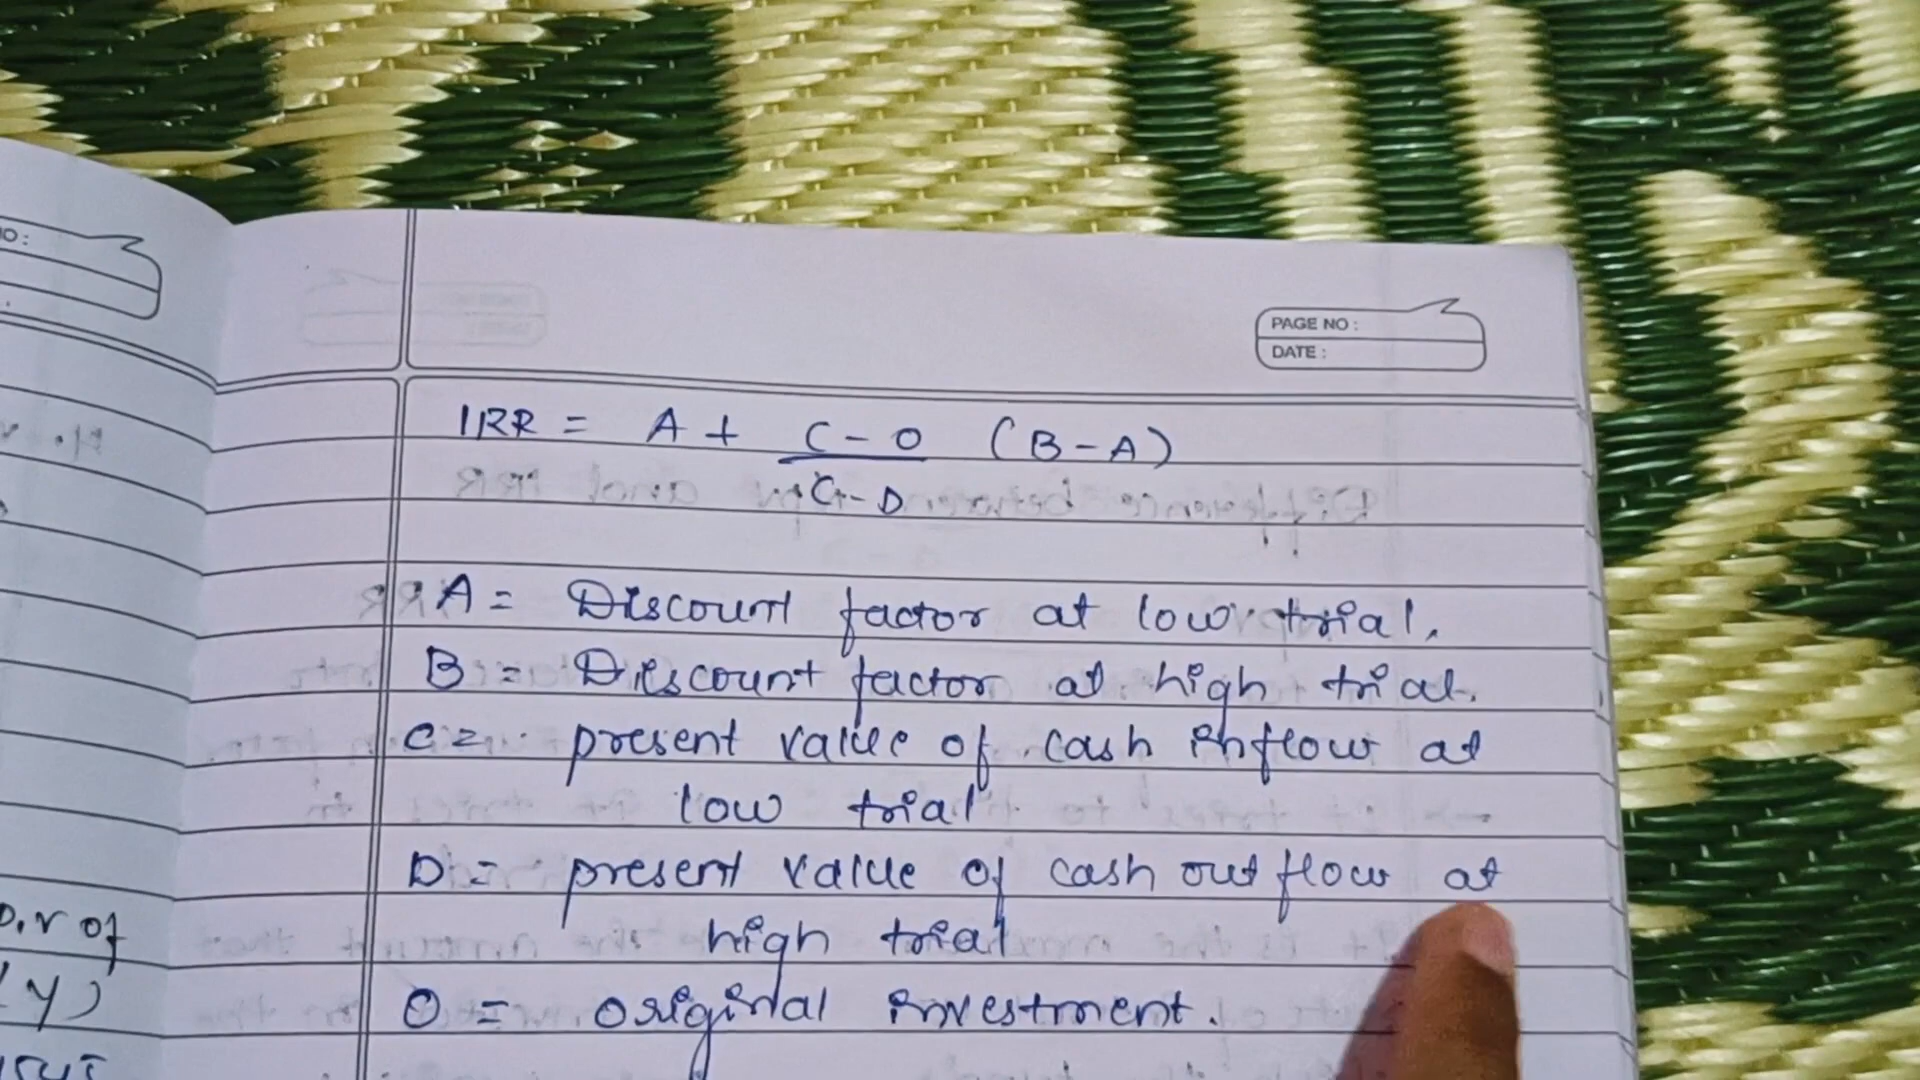 O:
PAGE NO :
DATE :
IRR = A + C - O (B - A)
C - D
A = Discount factor at low trial.
B = Discount factor at high trial.
C = present value of cash inflow at
low trial
D = present value of cash out flow at
high trial
O = original investment.
p.v of
(y)